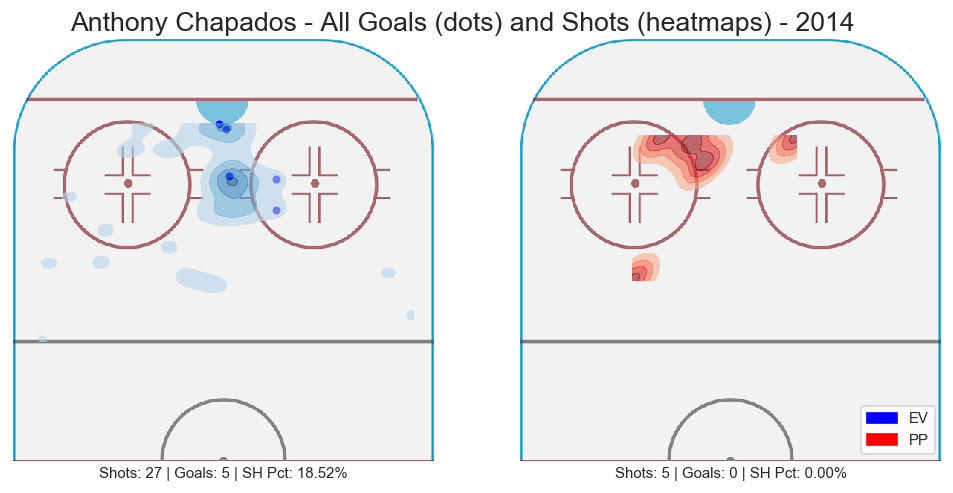 Anthony Chapados - All Goals (dots) and Shots (heatmaps) - 2014
EV
PP
Shots: 27 | Goals: 5 | SH Pct: 18.52%
Shots: 5 | Goals: 0 | SH Pct: 0.00%